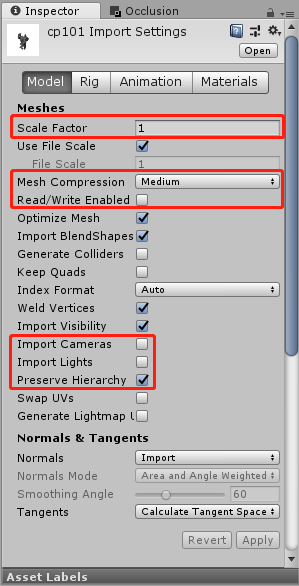 Inspector Occlusion
cp101 Import Settings
Open
Model Rig Animation Materials
Meshes
Scale Factor 1
Use File Scale
File Scale 1
Mesh Compression Medium
Read/Write Enabled
Optimize Mesh
Import BlendShapes
Generate Colliders
Keep Quads
Index Format Auto
Weld Vertices
Import Visibility
Import Cameras
Import Lights
Preserve Hierarchy
Swap UVs
Generate Lightmap U
Normals & Tangents
Normals Import
Normals Mode Area and Angle Weighted
Smoothing Angle 60
Tangents Calculate Tangent Space
Revert Apply
Asset Labels